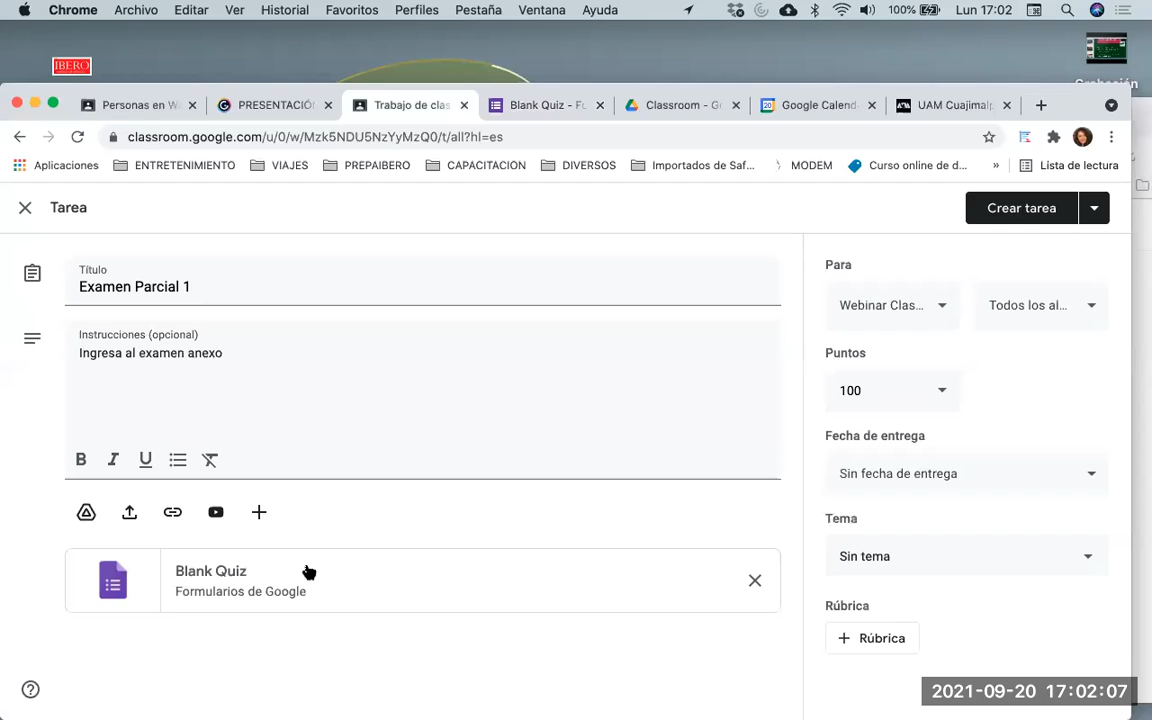 Chrome Archivo Editar Ver Historial Favoritos Perfiles Pestaña Ventana Ayuda 100% Lun 17:02
IBERO
Grabación
Personas en W PRESENTACIÓ Trabajo de clas Blank Quiz - Fu Classroom - Go Google Calend UAM Cuajimalp
classroom.google.com/u/0/w/Mzk5NDU5NzYyMzQ0/t/all?hl=es
Aplicaciones ENTRETENIMIENTO VIAJES PREPAIBERO CAPACITACION DIVERSOS Importados de Saf... MODEM Curso online de d... » Lista de lectura
Tarea Crear tarea
Título
Examen Parcial 1
Instrucciones (opcional)
Ingresa al examen anexo
B I U
Blank Quiz
Formularios de Google
Para
Webinar Clas... Todos los al...
Puntos
100
Fecha de entrega
Sin fecha de entrega
Tema
Sin tema
Rúbrica
Rúbrica
2021-09-20 17:02:07